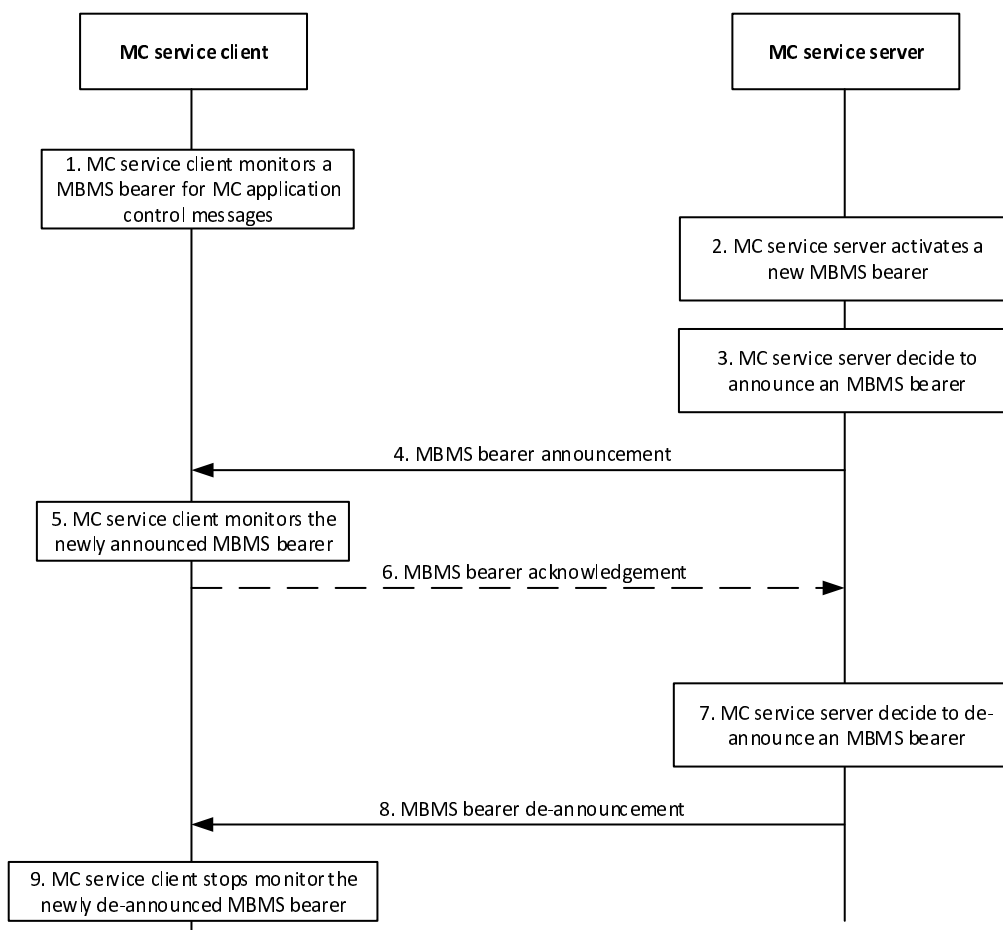 MC service client
MC service server
1. MC service client monitors a
MBMS bearer for MC application
control messages
2. MC service server activates a
new MBMS bearer
3. MC service server decide to
announce an MBMS bearer
4. MBMS bearer announcement
5. MC service client monitors the
newly announced MBMS bearer
6. MBMS bearer acknowledgement
7. MC service server decide to de-
announce an MBMS bearer
8. MBMS bearer de-announcement
9. MC service client stops monitor the
newly de-announced MBMS bearer